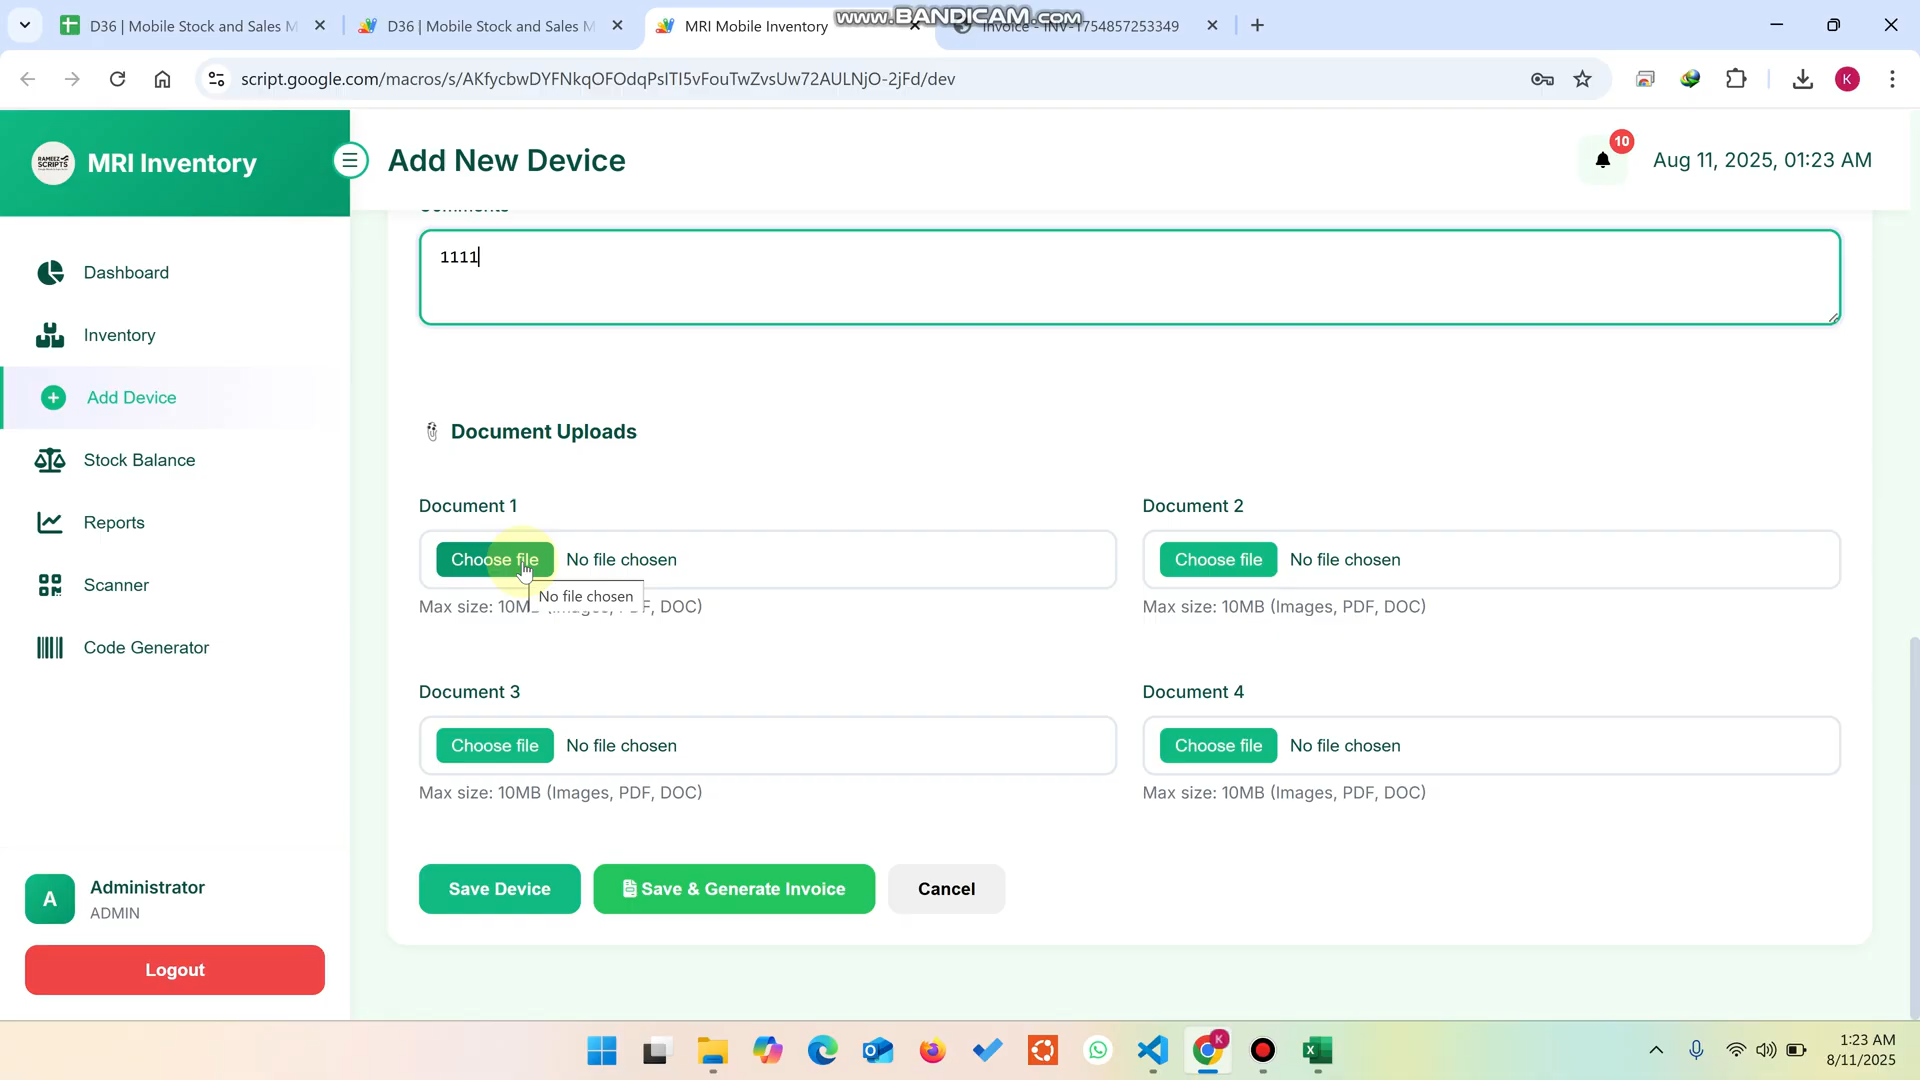 D36 | Mobile Stock and Sales M
D36 | Mobile Stock and Sales M
MRI Mobile Inventory
Invoice - INV-1754857253349
www.BANDICAM.com
script.google.com/macros/s/AKfycbwDYFNkqOFOdqPsITI5vFouTwZvsUw72AULNjO-2jFd/dev
K
RAMEEZ
SCRIPTS
MRI Inventory
Add New Device
10
Aug 11, 2025, 01:23 AM
Comments
1111
Dashboard
Inventory
Add Device
Stock Balance
Reports
Scanner
Code Generator
Document Uploads
Document 1
Choose file No file chosen
No file chosen
Max size: 10MB (Images, PDF, DOC)
Document 2
Choose file No file chosen
Max size: 10MB (Images, PDF, DOC)
Document 3
Choose file No file chosen
Max size: 10MB (Images, PDF, DOC)
Document 4
Choose file No file chosen
Max size: 10MB (Images, PDF, DOC)
Save Device
Save & Generate Invoice
Cancel
A
Administrator
ADMIN
Logout
K
1:23 AM
8/11/2025